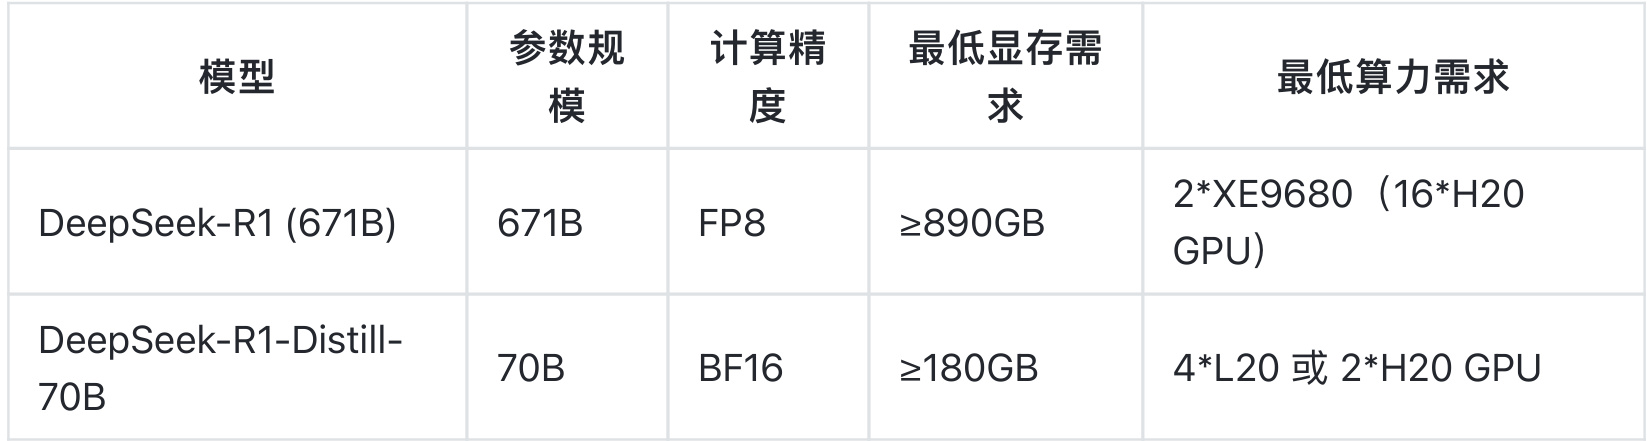 模型
参数规
模
计算精
度
最低显存需
求
最低算力需求
DeepSeek-R1 (671B)
671B
FP8
≥890GB
2*XE9680（16*H20
GPU）
DeepSeek-R1-Distill-
70B
70B
BF16
≥180GB
4*L20 或 2*H20 GPU